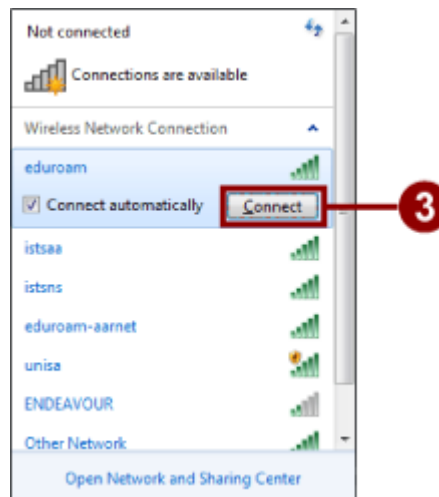 Not connected
Connections are available
Wireless Network Connection
eduroam
Connect automatically Connect
3
istsaa
istsns
eduroam-aarnet
unisa
ENDEAVOUR
Other Network
Open Network and Sharing Center